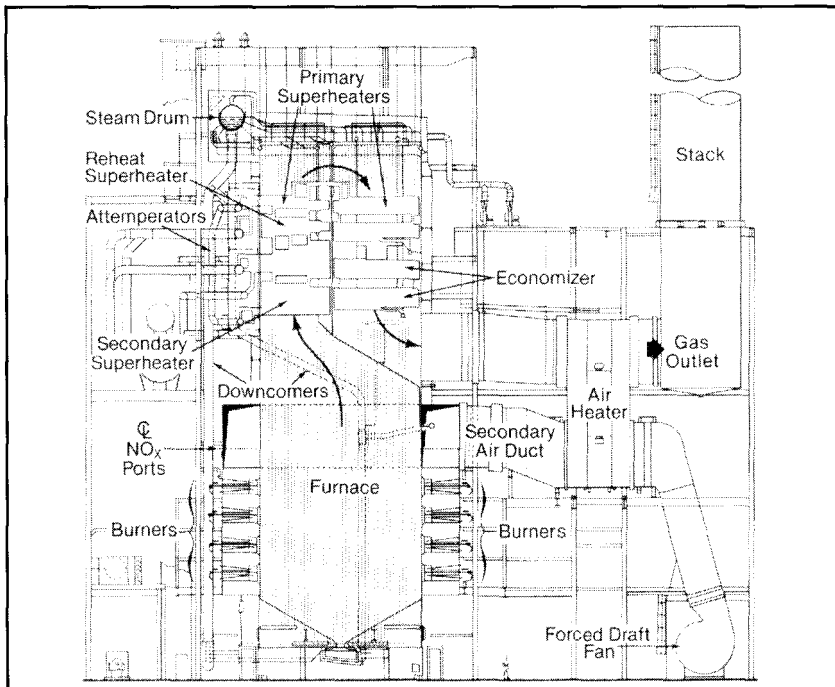 Primary
Superheaters
Steam Drum
Reheat
Superheater
Attemperators
Stack
Economizer
Secondary
Superheater
Downcomers
Gas
Outlet
Air
Heater
℄
NOx
Ports
Secondary
Air Duct
Furnace
Burners
Burners
Forced Draft
Fan